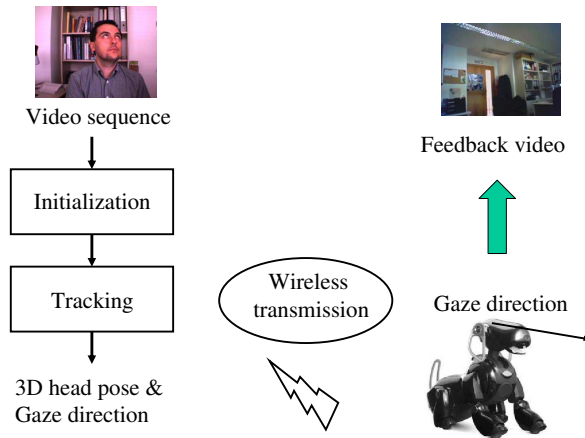 Video sequence
Initialization
Tracking
3D head pose &
Gaze direction
Wireless
transmission
Feedback video
Gaze direction